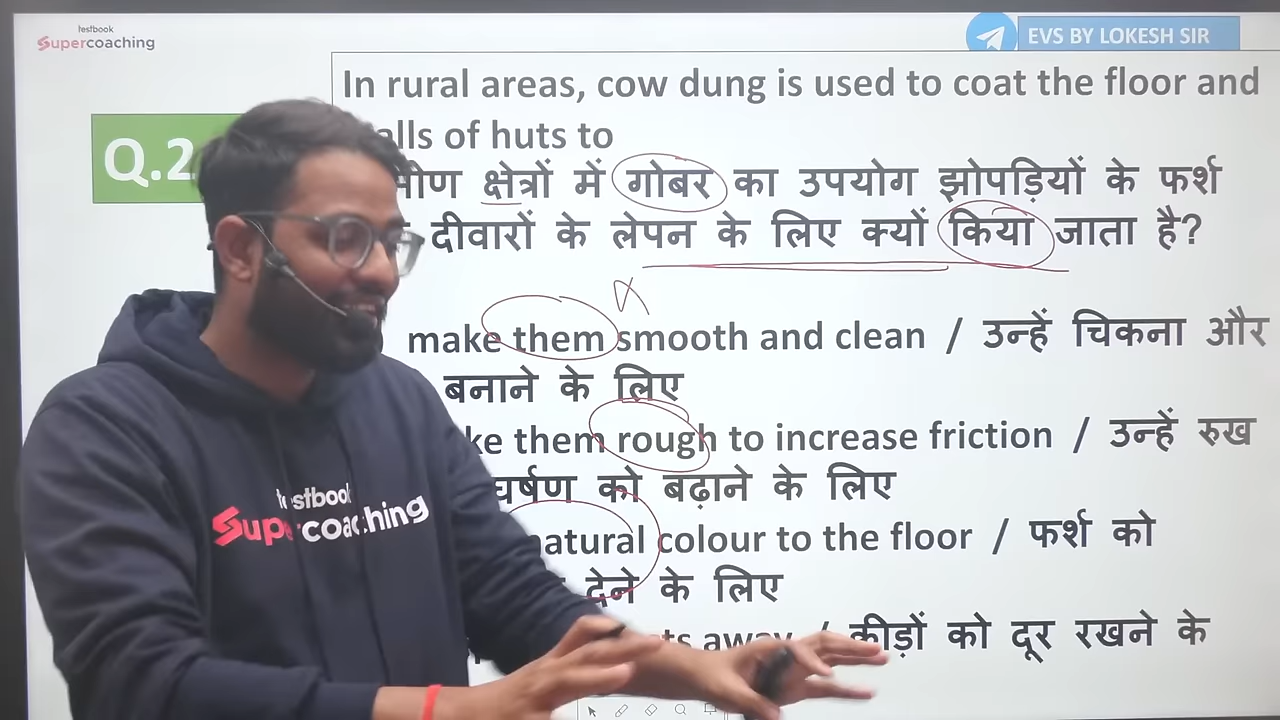 testbook
Supercoaching
EVS BY LOKESH SIR
In rural areas, cow dung is used to coat the floor and
Q.2
of huts to
क्षेत्रों में गोबर का उपयोग झोपड़ियों के फर्श
दीवारों के लेपन के लिए क्यों किया जाता है?
make them smooth and clean / उन्हें चिकना और
बनाने के लिए
them rough to increase friction / उन्हें रुख
घर्षण को बढ़ाने के लिए
natural colour to the floor / फर्श को
देने के लिए
away / कीड़ों को दूर रखने के
testbook
Supercoaching